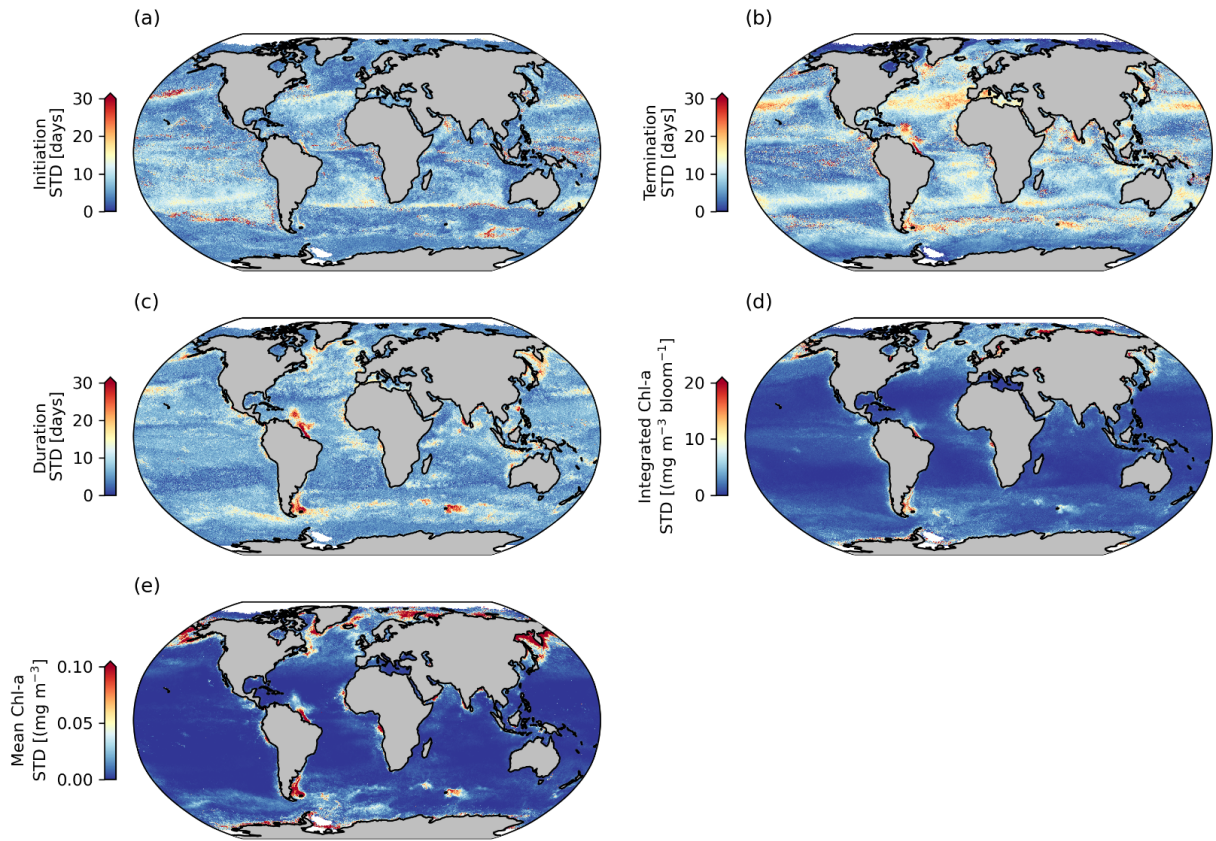 (a)
30
20
10
0
Initiation
STD [days]
(b)
30
20
10
0
Termination
STD [days]
(c)
30
20
10
0
Duration
STD [days]
(d)
20
10
0
Integrated Chl-a
STD [(mg m⁻³ bloom⁻¹]
(e)
0.10
0.05
0.00
Mean Chl-a
STD [(mg m⁻³]